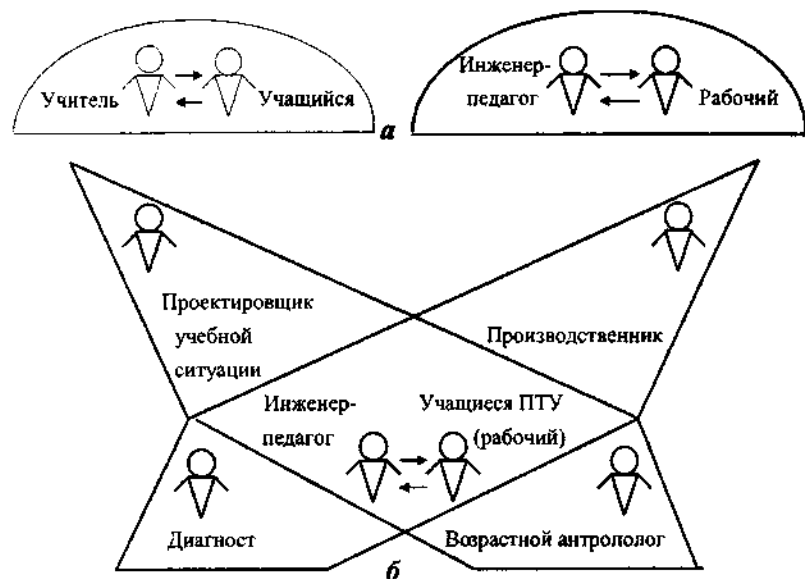 Учитель
Учащийся
Инженер-
педагог
Рабочий
а
Проектировщик
учебной
ситуации
Производственник
Инженер-
педагог
Учащиеся ПТУ
(рабочий)
Диагност
Возрастной антрополог
б